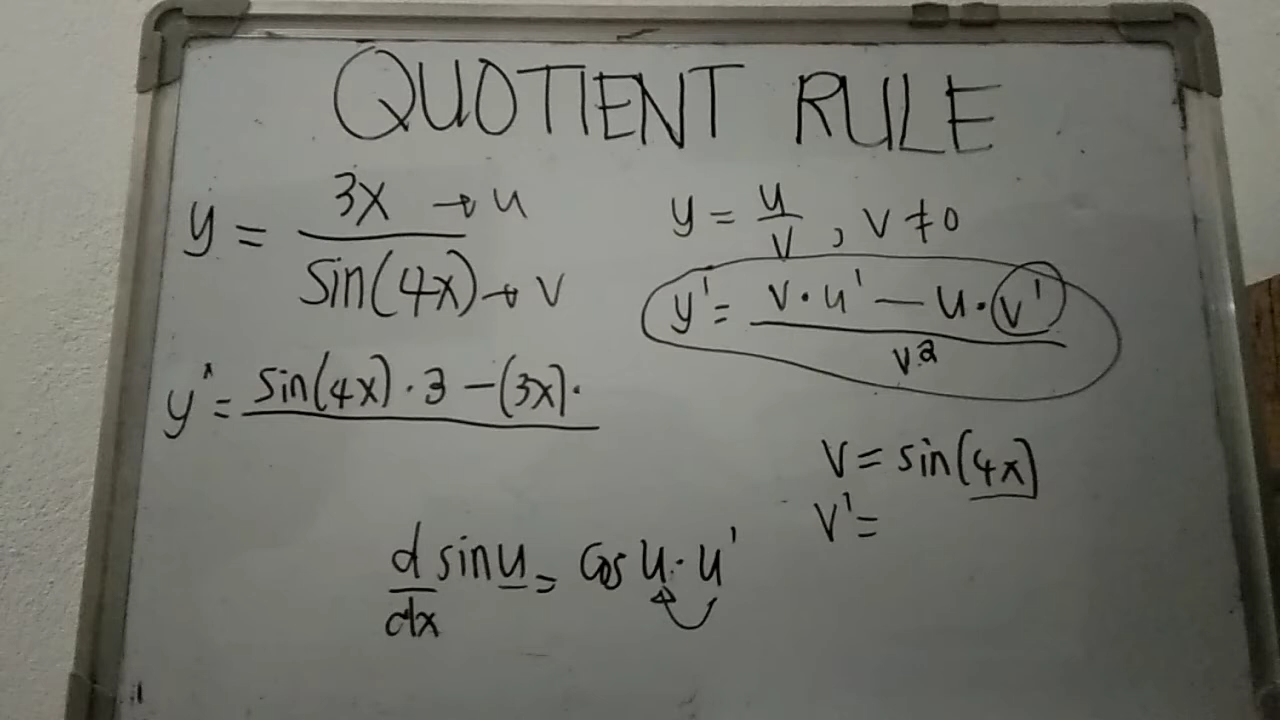 QUOTIENT RULE
y = 3x → u
sin(4x) → v
y = u/v , v ≠ 0
y' = v · u' — u · v'
v²
y' = sin(4x) · 3 – (3x) ·
v = sin(4x)
v' =
d/dx sin u = cos u · u'